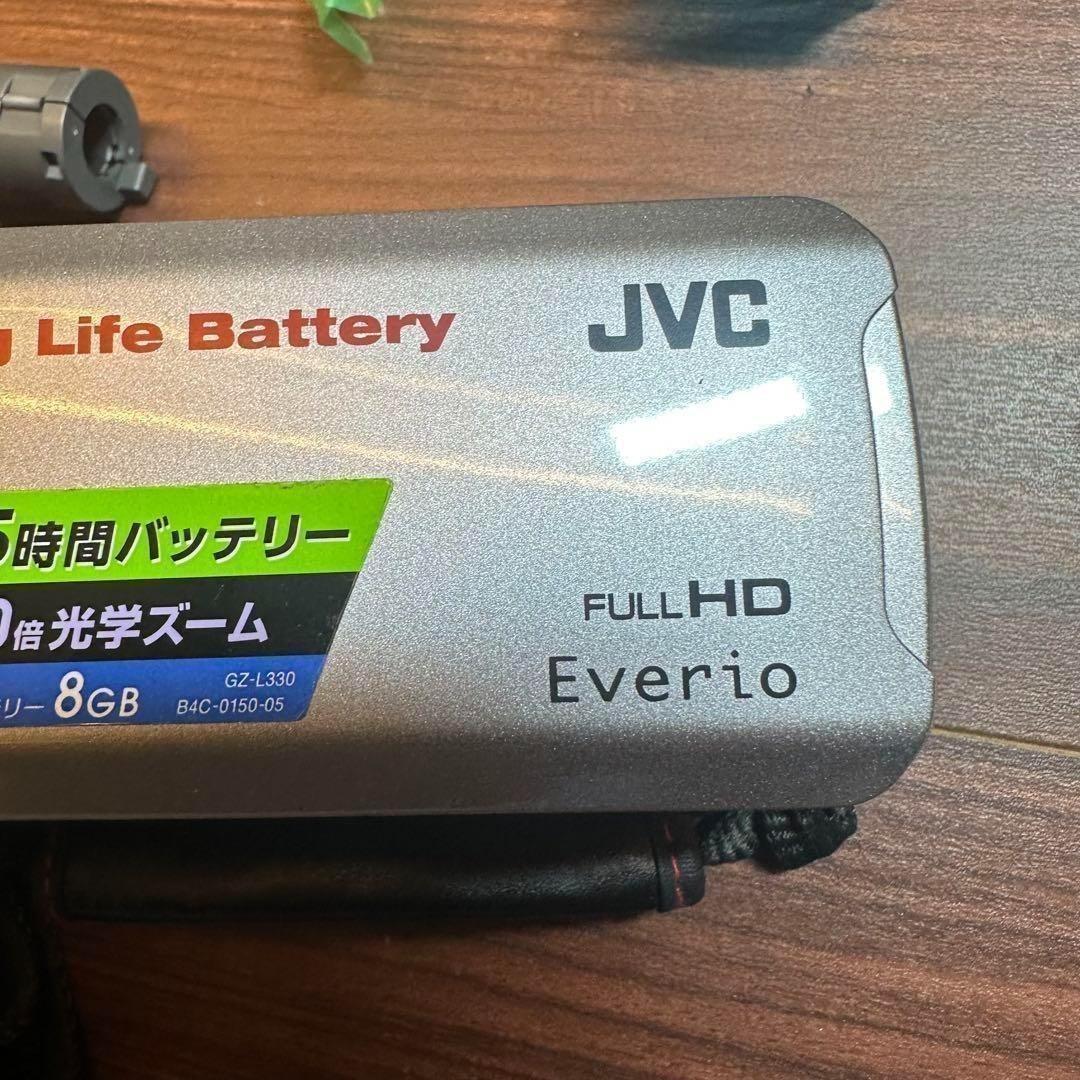 Life Battery
JVC
5時間バッテリー
0倍光学ズーム
リー 8GB
GZ-L330
B4C-0150-05
FULL HD
Everio